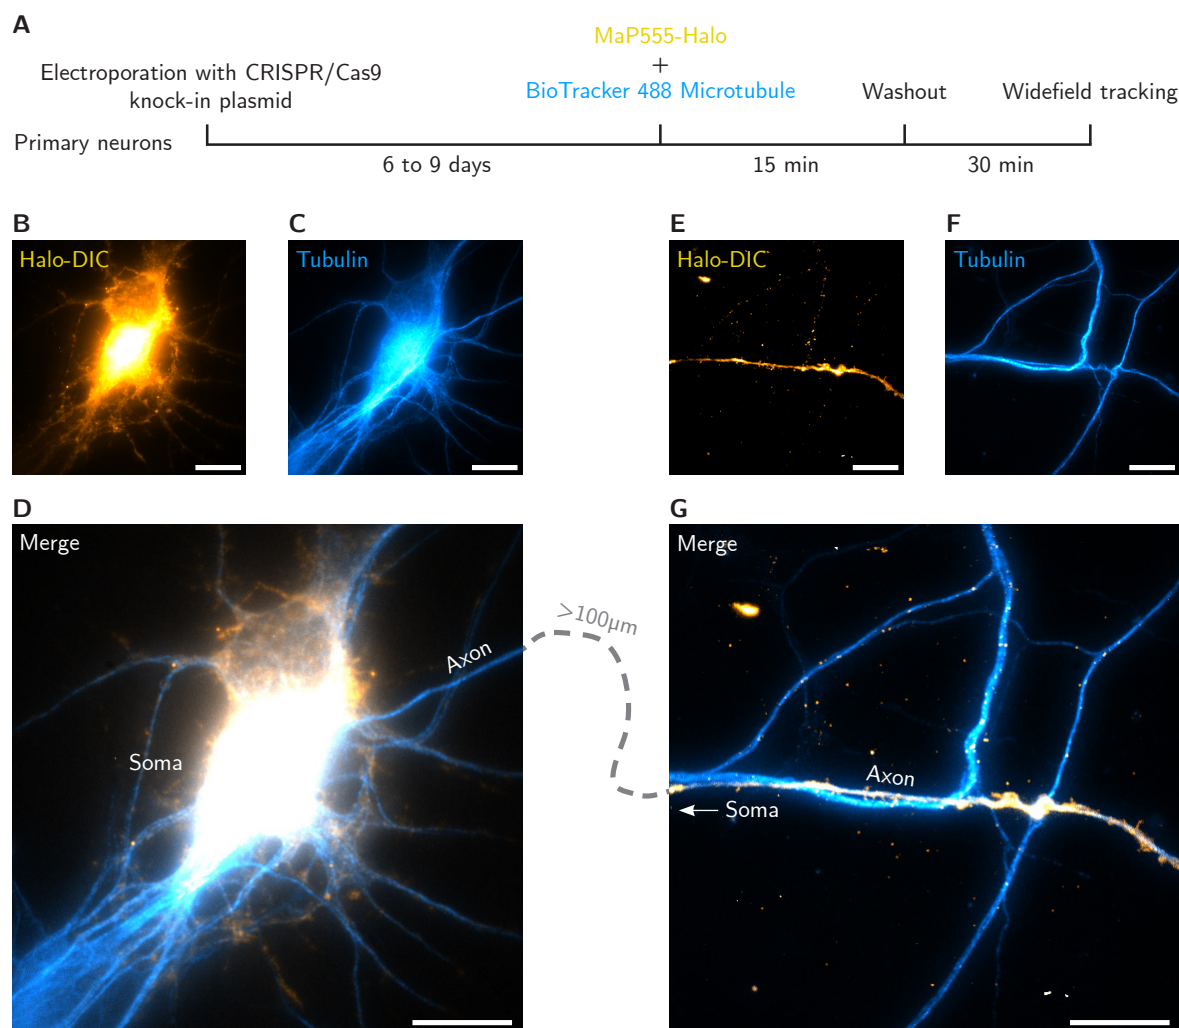 A
MaP555-Halo
+
Electroporation with CRISPR/Cas9
knock-in plasmid
BioTracker 488 Microtubule
Washout
Widefield tracking
Primary neurons
6 to 9 days
15 min
30 min
B
Halo-DIC
C
Tubulin
E
Halo-DIC
F
Tubulin
D
Merge
Axon
Soma
>100µm
G
Merge
Axon
Soma